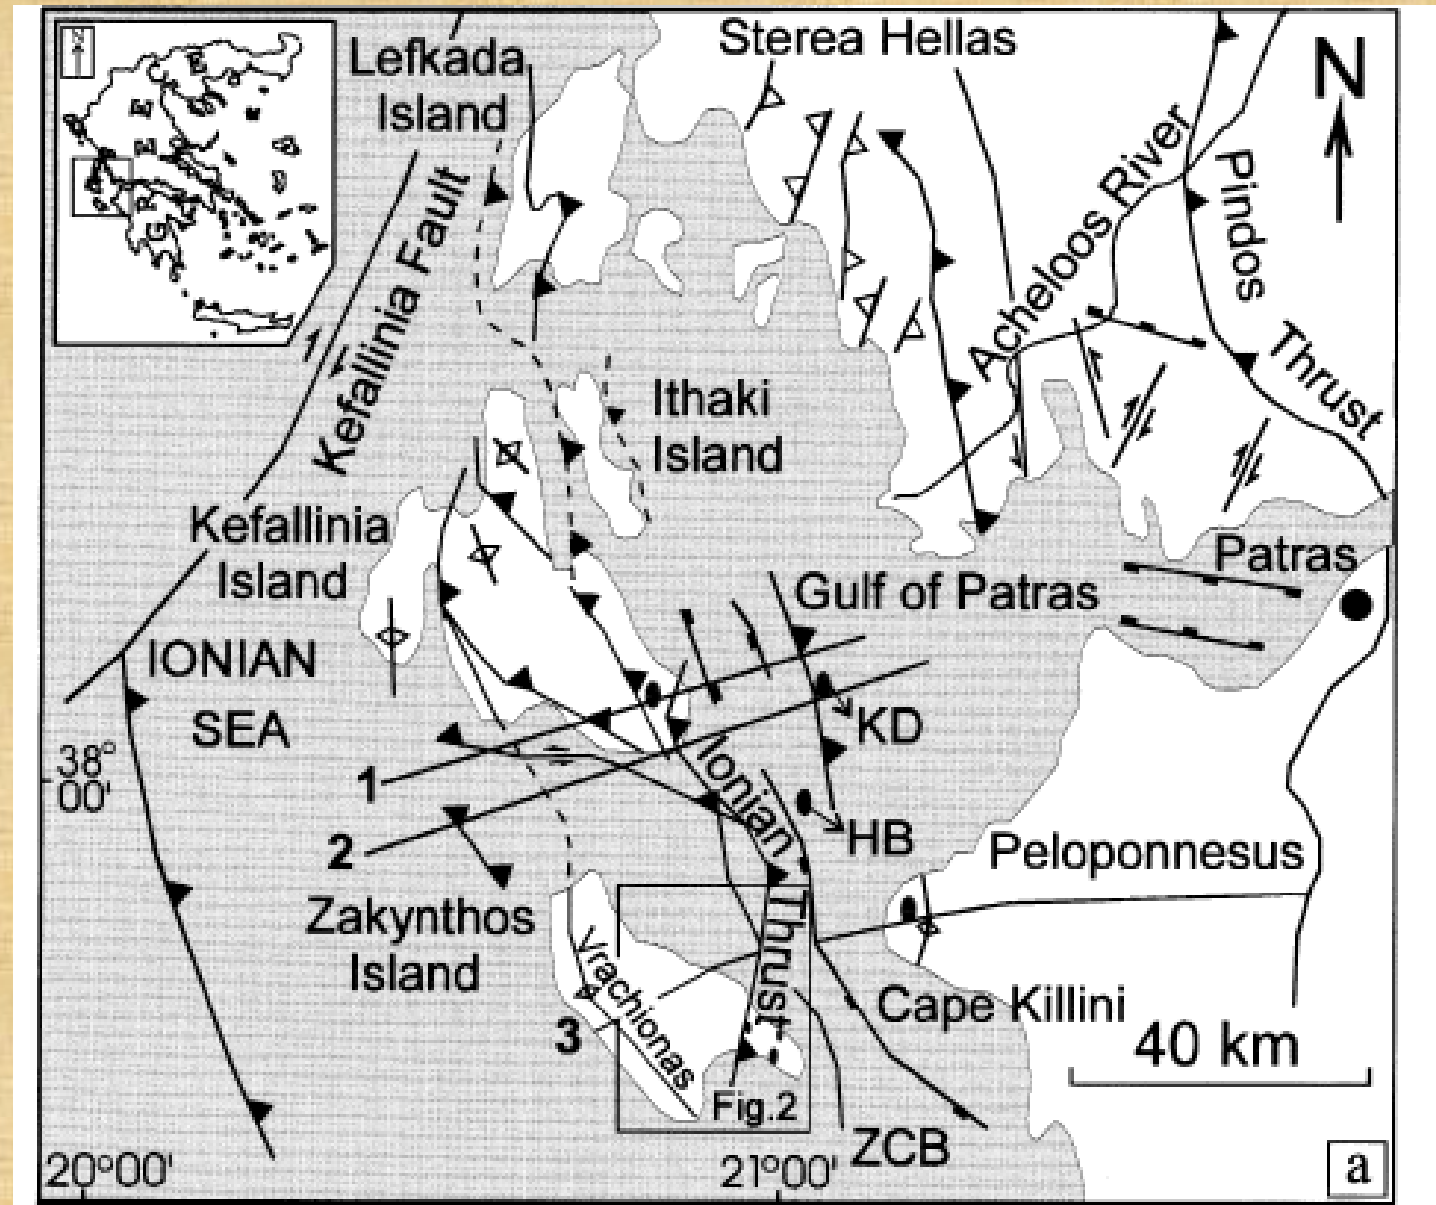 Lefkada
Island
Sterea Hellas
N
N
G R E E C E
Kefallinia Fault
Acheloos River
Pindos
Thrust
Ithaki
Island
Kefallinia
Island
Patras
Gulf of Patras
IONIAN
SEA
38°
00'
1
2
KD
HB
Ionian
Thrust
Peloponnesus
Zakynthos
Island
Vrachionas
3
Cape Killini
40 km
Fig.2
ZCB
20°00'
21°00'
a